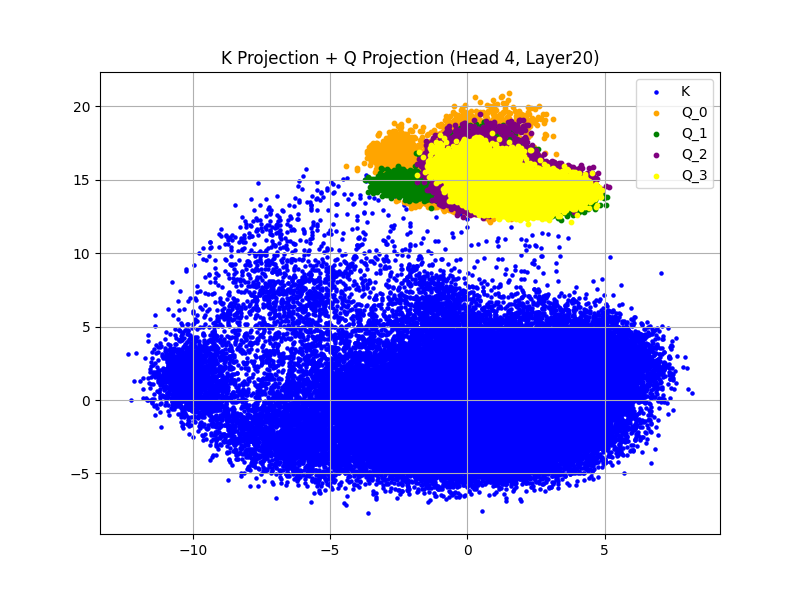 K Projection + Q Projection (Head 4, Layer20)
K
Q_0
Q_1
Q_2
Q_3
20
15
10
5
0
−5
−10
−5
0
5